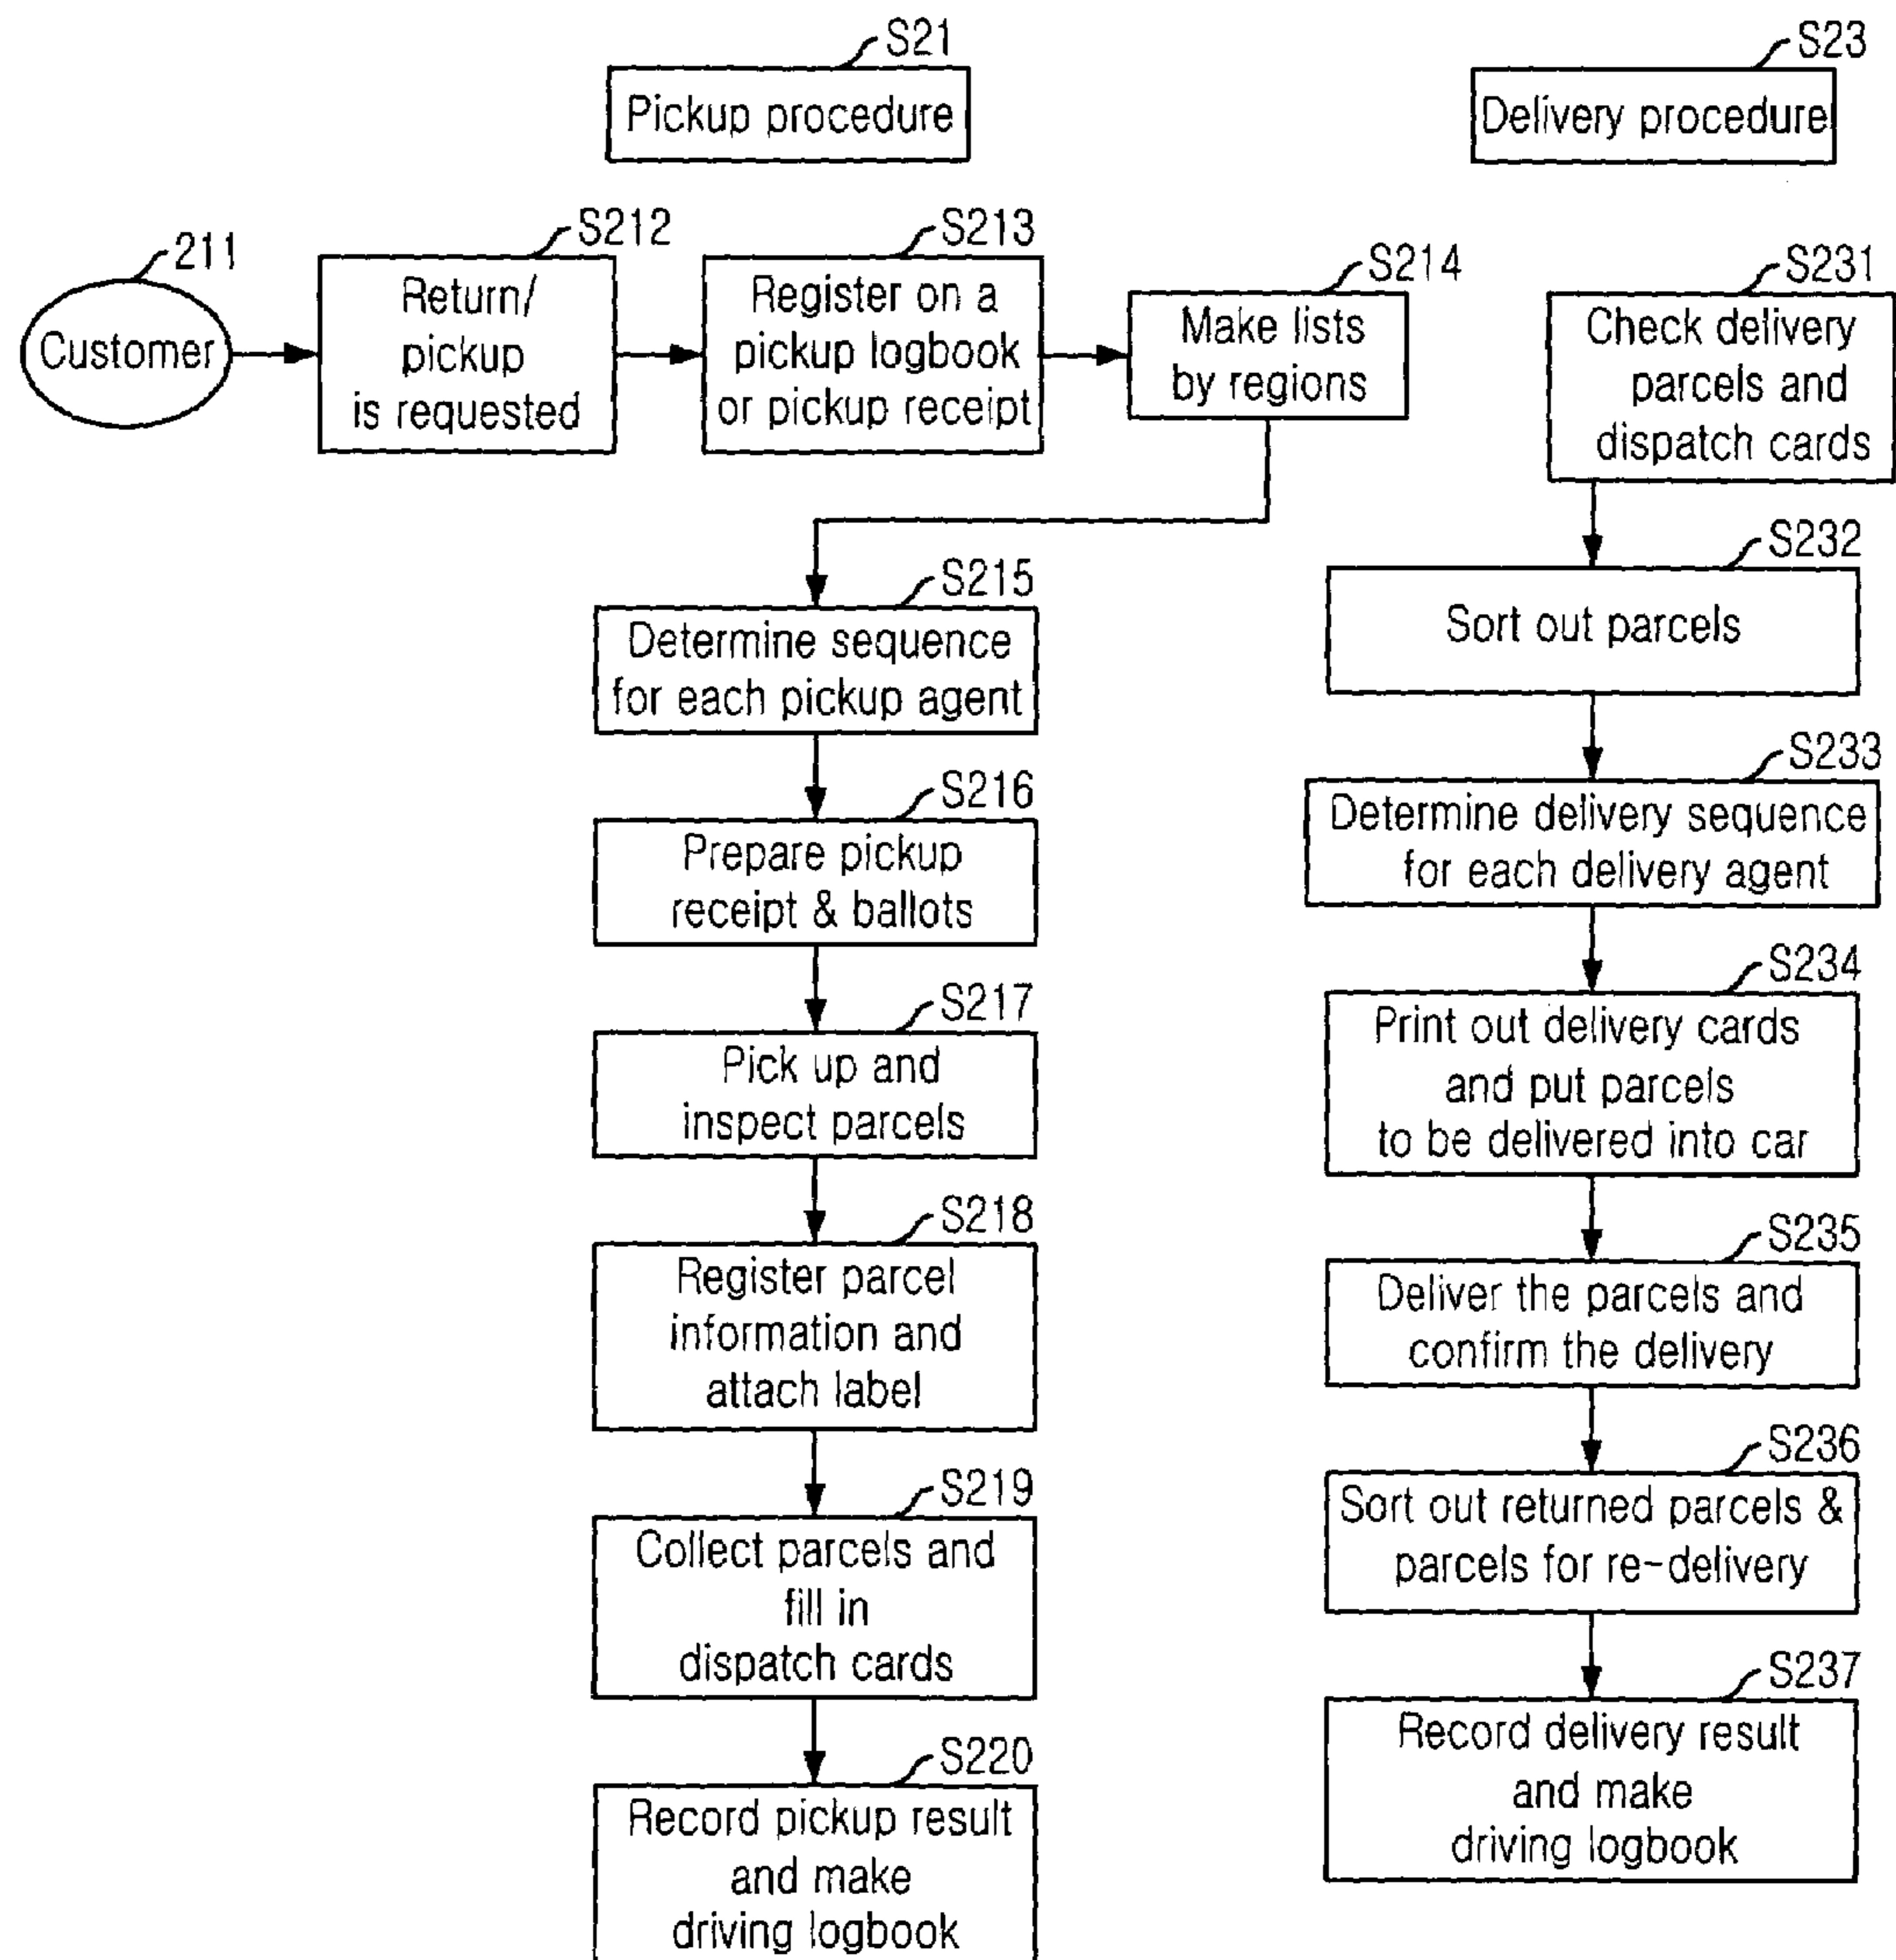 S21
Pickup procedure
S23
Delivery procedure
211
Customer
S212
Return/
pickup
is requested
S213
Register on a
pickup logbook
or pickup receipt
S214
Make lists
by regions
S215
Determine sequence
for each pickup agent
S216
Prepare pickup
receipt & ballots
S217
Pick up and
inspect parcels
S218
Register parcel
information and
attach label
S219
Collect parcels and
fill in
dispatch cards
S220
Record pickup result
and make
driving logbook
S231
Check delivery
parcels and
dispatch cards
S232
Sort out parcels
S233
Determine delivery sequence
for each delivery agent
S234
Print out delivery cards
and put parcels
to be delivered into car
S235
Deliver the parcels and
confirm the delivery
S236
Sort out returned parcels &
parcels for re-delivery
S237
Record delivery result
and make
driving logbook